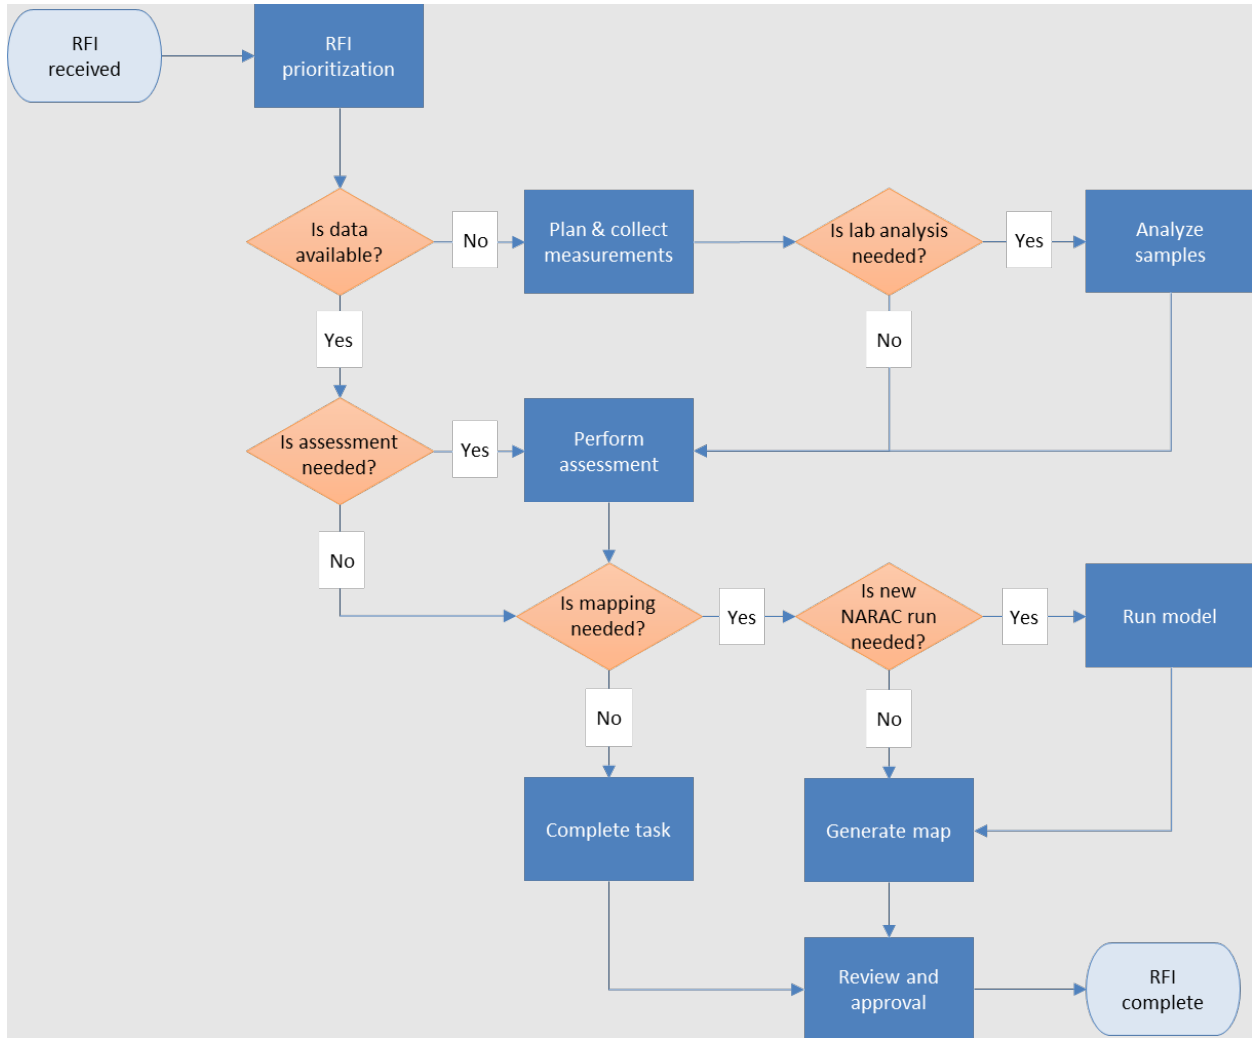 RFI
received
RFI
prioritization
Is data
available?
No
Plan & collect
measurements
Is lab analysis
needed?
Yes
Analyze
samples
Yes
No
Is assessment
needed?
Yes
Perform
assessment
No
Is mapping
needed?
Yes
Is new
NARAC run
needed?
Yes
Run model
No
No
Complete task
Generate map
Review and
approval
RFI
complete